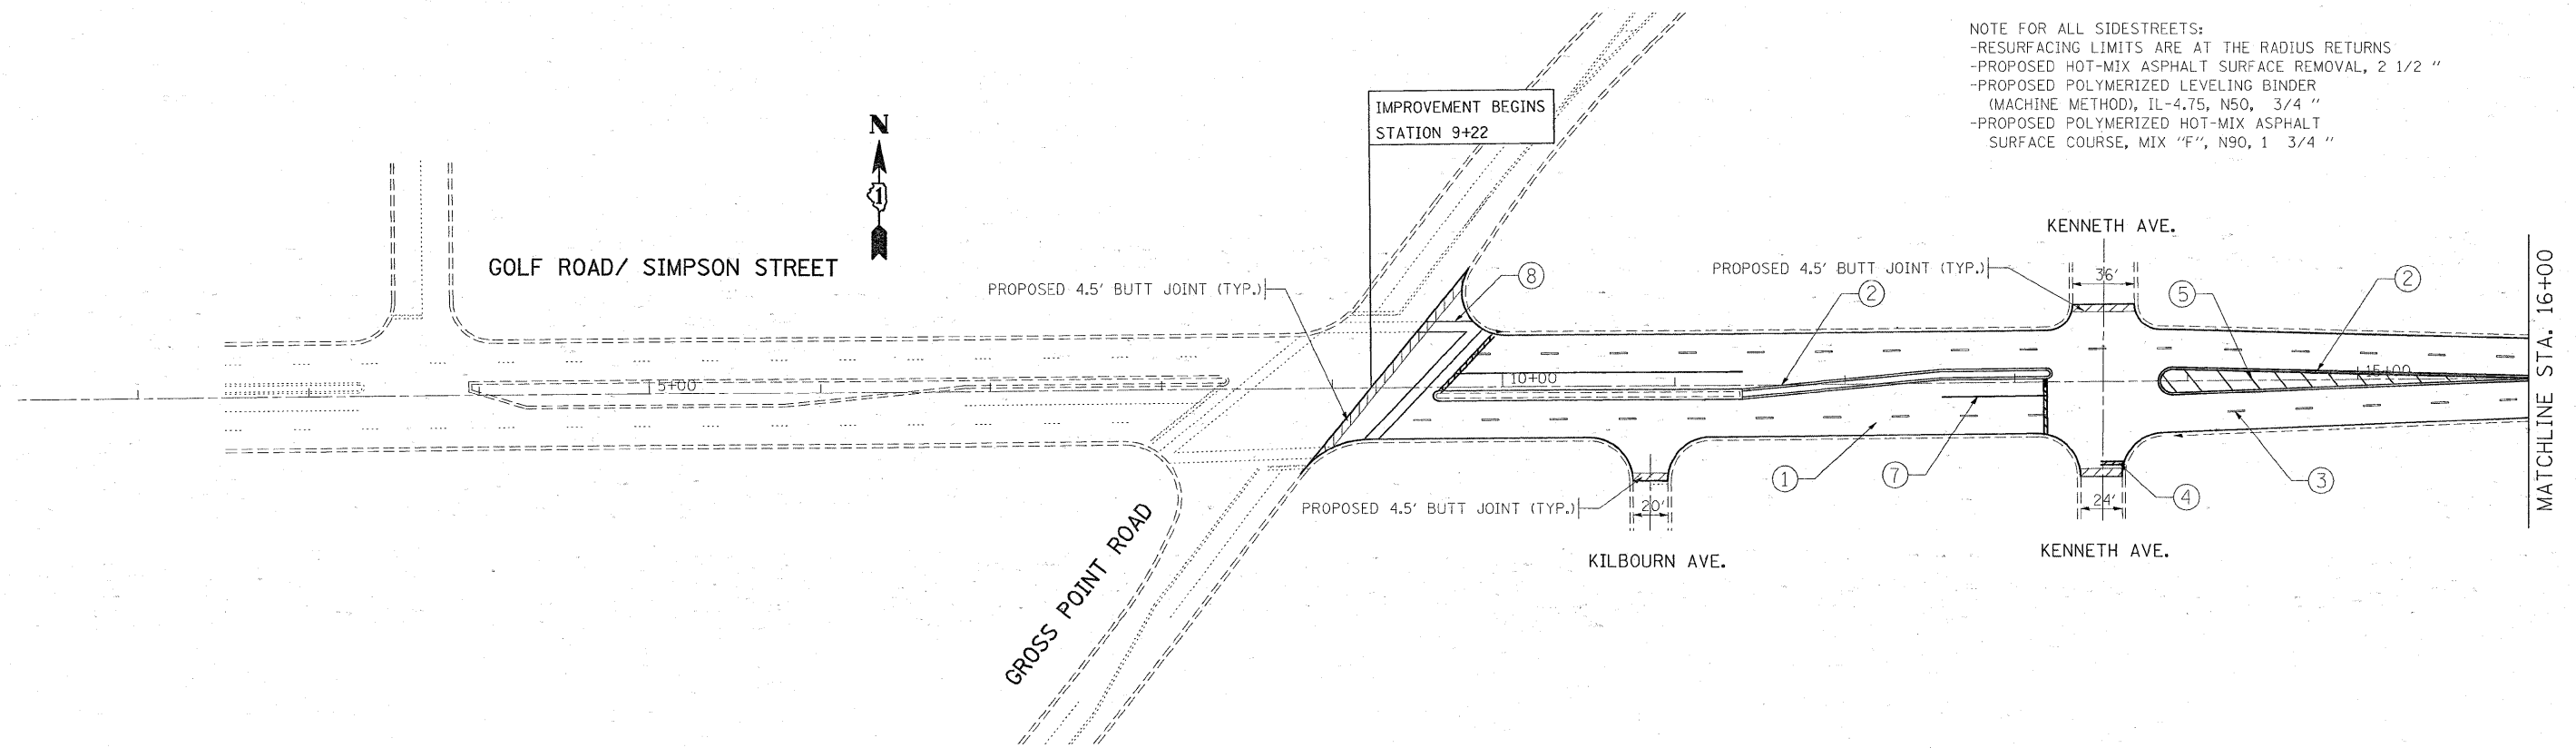 NOTE FOR ALL SIDESTREETS:
-RESURFACING LIMITS ARE AT THE RADIUS RETURNS
-PROPOSED HOT-MIX ASPHALT SURFACE REMOVAL, 2 1/2 "
-PROPOSED POLYMERIZED LEVELING BINDER
(MACHINE METHOD), IL-4.75, N50, 3/4 "
-PROPOSED POLYMERIZED HOT-MIX ASPHALT
SURFACE COURSE, MIX "F", N90, 1 3/4 "
IMPROVEMENT BEGINS
STATION 9+22
N
1
GOLF ROAD/ SIMPSON STREET
PROPOSED 4.5' BUTT JOINT (TYP.)
8
PROPOSED 4.5' BUTT JOINT (TYP.)
2
KENNETH AVE.
36'
5
2
MATCHLINE STA. 16+00
5+00
10+00
15+00
PROPOSED 4.5' BUTT JOINT (TYP.)
20'
1
7
24'
4
3
KILBOURN AVE.
KENNETH AVE.
GROSS POINT ROAD